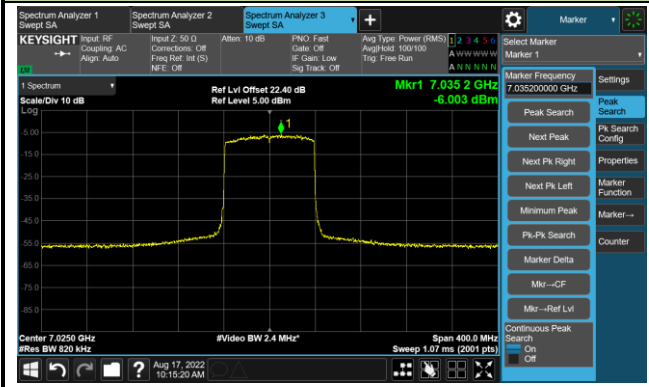 Spectrum Analyzer 1
Swept SA
Spectrum Analyzer 2
Swept SA
Spectrum Analyzer 3
Swept SA
Marker
KEYSIGHT
Input: RF
Coupling: AC
Align: Auto
Input Z: 50 Ω
Corrections: Off
Freq Ref: Int (S)
NFE: Off
Atten: 10 dB
PNO: Fast
Gate: Off
IF Gain: Low
Sig Track: Off
Avg Type: Power (RMS)
Avg|Hold: 100/100
Trig: Free Run
1 2 3 4 5 6
A W W W W W
A N N N N N
Select Marker
Marker 1
1 Spectrum
Scale/Div 10 dB
Log
Ref Lvl Offset 22.40 dB
Ref Level 5.00 dBm
Mkr1 7.035 2 GHz
-6.003 dBm
1
-5.00
-15.0
-25.0
-35.0
-45.0
-55.0
-65.0
-75.0
-85.0
Center 7.0250 GHz
#Res BW 820 kHz
#Video BW 2.4 MHz*
Span 400.0 MHz
Sweep 1.07 ms (2001 pts)
Marker Frequency
7.035200000 GHz
Peak Search
Next Peak
Next Pk Right
Next Pk Left
Minimum Peak
Pk-Pk Search
Marker Delta
Mkr→CF
Mkr→Ref Lvl
Continuous Peak
Search
On
Off
Settings
Peak
Search
Pk Search
Config
Properties
Marker
Function
Marker→
Counter
Aug 17, 2022
10:15:20 AM